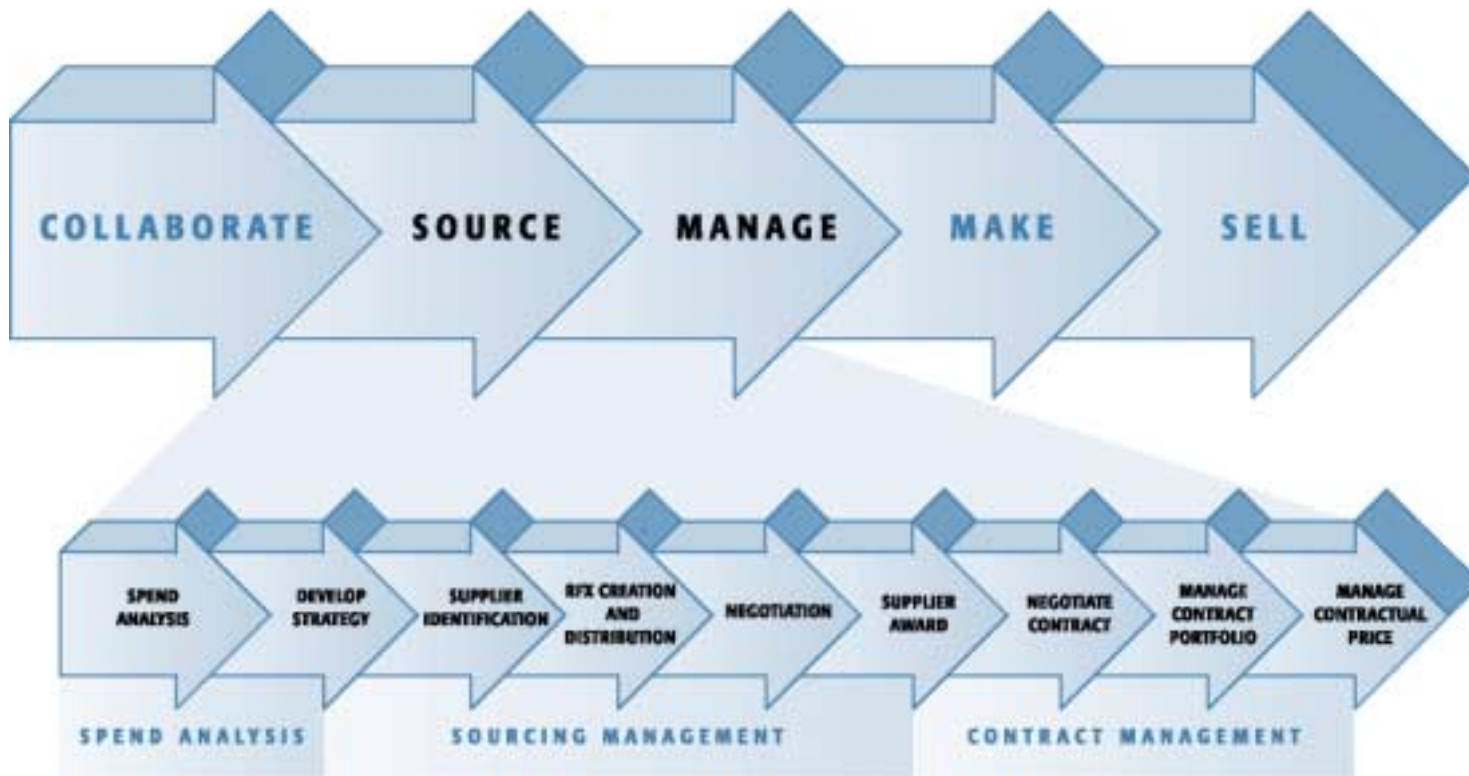 COLLABORATE
SOURCE
MANAGE
MAKE
SELL
SPEND
ANALYSIS
DEVELOP
STRATEGY
SUPPLIER
IDENTIFICATION
RFX CREATION
AND
DISTRIBUTION
NEGOTIATION
SUPPLIER
AWARD
NEGOTIATE
CONTRACT
MANAGE
CONTRACT
PORTFOLIO
MANAGE
CONTRACTUAL
PRICE
SPEND ANALYSIS
SOURCING MANAGEMENT
CONTRACT MANAGEMENT